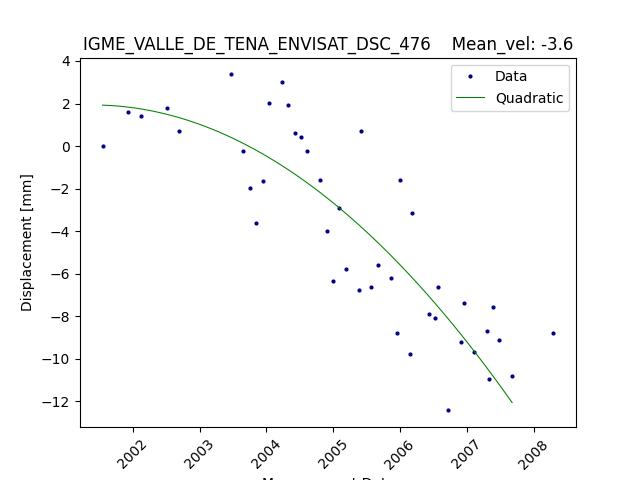 IGME_VALLE_DE_TENA_ENVISAT_DSC_476    Mean_vel: -3.6
Data
Quadratic
4
2
0
−2
−4
−6
−8
−10
−12
Displacement [mm]
2002 2003 2004 2005 2006 2007 2008